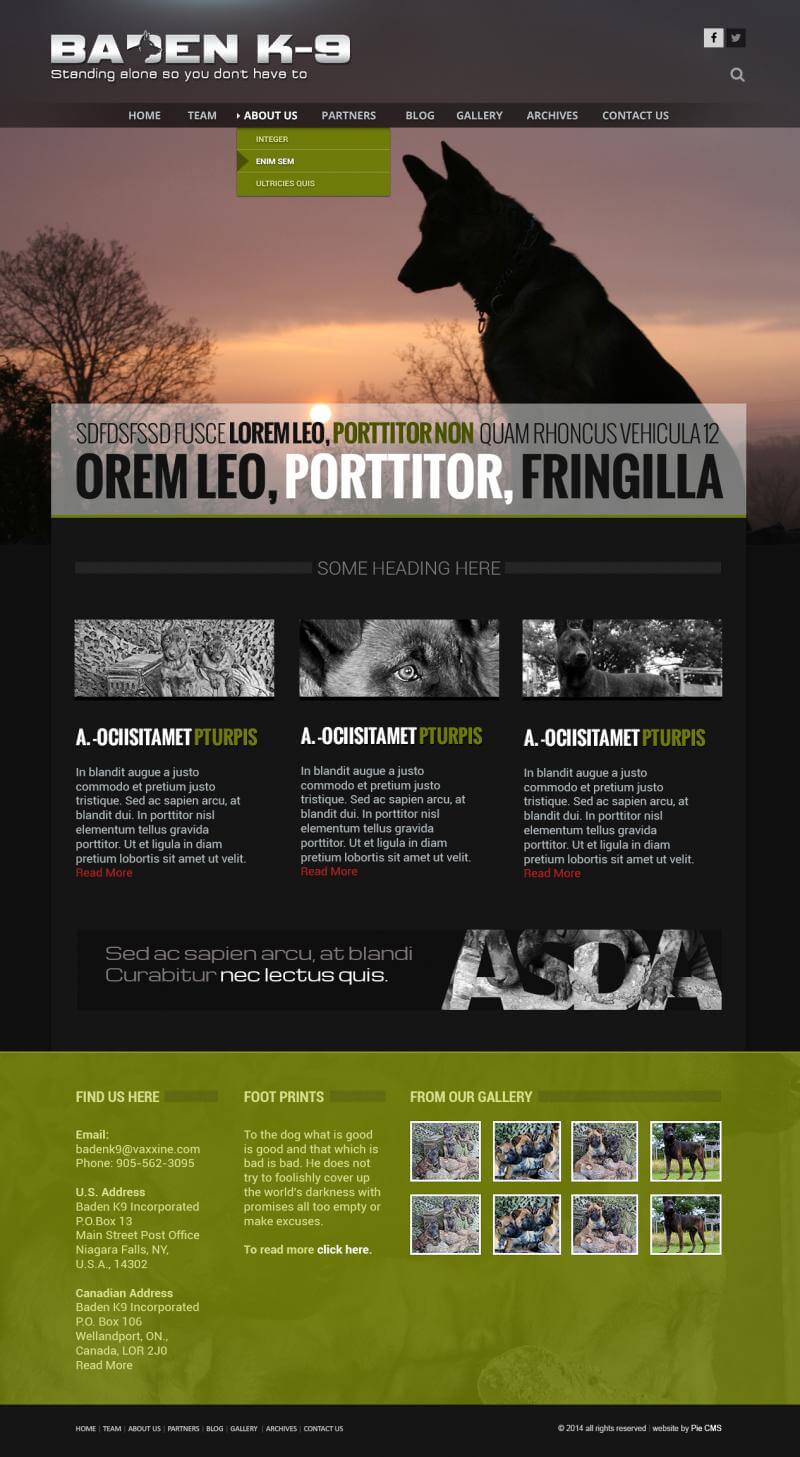 BADEN K-9
Standing alone so you dont have to
f
HOME TEAM ABOUT US PARTNERS BLOG GALLERY ARCHIVES CONTACT US
INTEGER
ENIM SEM
ULTRICIES QUIS
SDFDSFSSD FUSCE LOREM LEO, PORTTITOR NON QUAM RHONCUS VEHICULA 12
OREM LEO, PORTTITOR, FRINGILLA
SOME HEADING HERE
A. -OCIISITAMET PTURPIS
In blandit augue a justo
commodo et pretium justo
tristique. Sed ac sapien arcu, at
blandit dui. In porttitor nisl
elementum tellus gravida
porttitor. Ut et ligula in diam
pretium lobortis sit amet ut velit.
Read More
A. -OCIISITAMET PTURPIS
In blandit augue a justo
commodo et pretium justo
tristique. Sed ac sapien arcu, at
blandit dui. In porttitor nisl
elementum tellus gravida
porttitor. Ut et ligula in diam
pretium lobortis sit amet ut velit.
Read More
A. -OCIISITAMET PTURPIS
In blandit augue a justo
commodo et pretium justo
tristique. Sed ac sapien arcu, at
blandit dui. In porttitor nisl
elementum tellus gravida
porttitor. Ut et ligula in diam
pretium lobortis sit amet ut velit.
Read More
Sed ac sapien arcu, at blandi
Curabitur nec lectus quis.
ASDA
FIND US HERE
Email:
badenk9@vaxxine.com
Phone: 905-562-3095
U.S. Address
Baden K9 Incorporated
P.O.Box 13
Main Street Post Office
Niagara Falls, NY,
U.S.A., 14302
Canadian Address
Baden K9 Incorporated
P.O. Box 106
Wellandport, ON.,
Canada, LOR 2J0
Read More
FOOT PRINTS
To the dog what is good
is good and that which is
bad is bad. He does not
try to foolishly cover up
the world's darkness with
promises all too empty or
make excuses.
To read more click here.
FROM OUR GALLERY
HOME | TEAM | ABOUT US | PARTNERS | BLOG | GALLERY | ARCHIVES | CONTACT US
© 2014 all rights reserved | website by Pie CMS